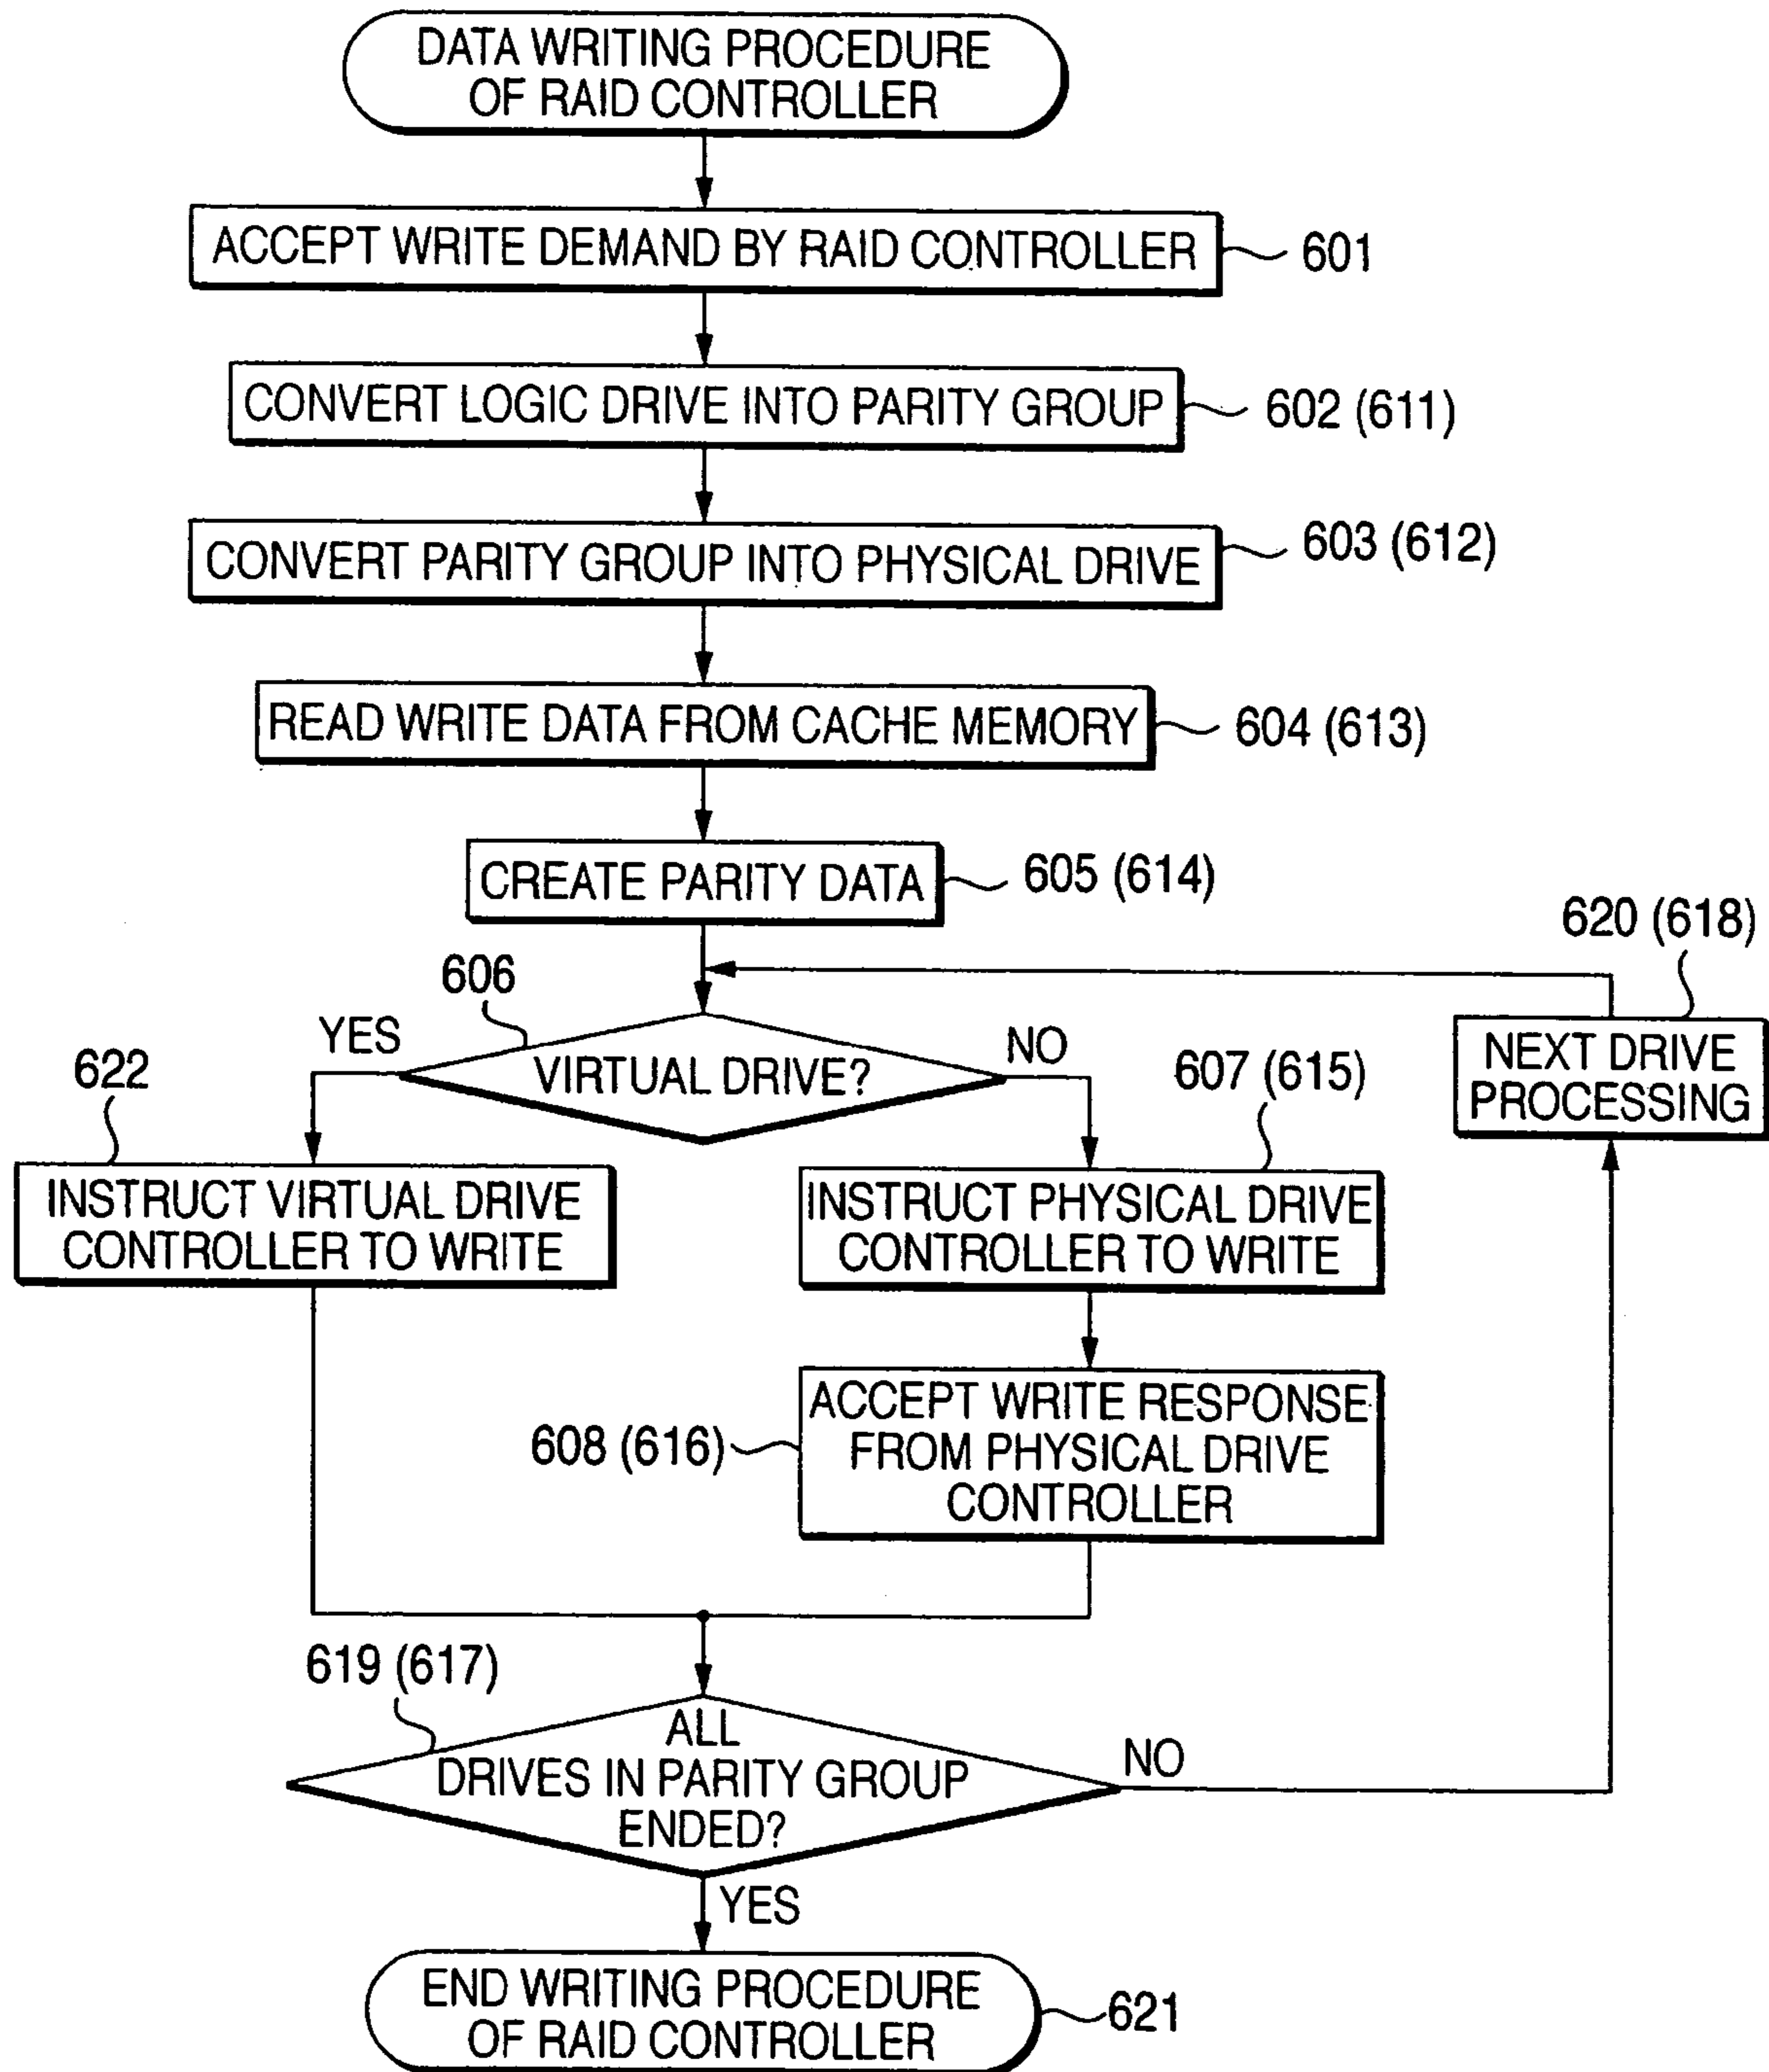 DATA WRITING PROCEDURE
OF RAID CONTROLLER
ACCEPT WRITE DEMAND BY RAID CONTROLLER
601
CONVERT LOGIC DRIVE INTO PARITY GROUP
602 (611)
CONVERT PARITY GROUP INTO PHYSICAL DRIVE
603 (612)
READ WRITE DATA FROM CACHE MEMORY
604 (613)
CREATE PARITY DATA
605 (614)
620 (618)
NEXT DRIVE
PROCESSING
606
YES
VIRTUAL DRIVE?
NO
622
INSTRUCT VIRTUAL DRIVE
CONTROLLER TO WRITE
607 (615)
INSTRUCT PHYSICAL DRIVE
CONTROLLER TO WRITE
608 (616)
ACCEPT WRITE RESPONSE
FROM PHYSICAL DRIVE
CONTROLLER
619 (617)
ALL
DRIVES IN PARITY GROUP
ENDED?
NO
YES
END WRITING PROCEDURE
OF RAID CONTROLLER
621